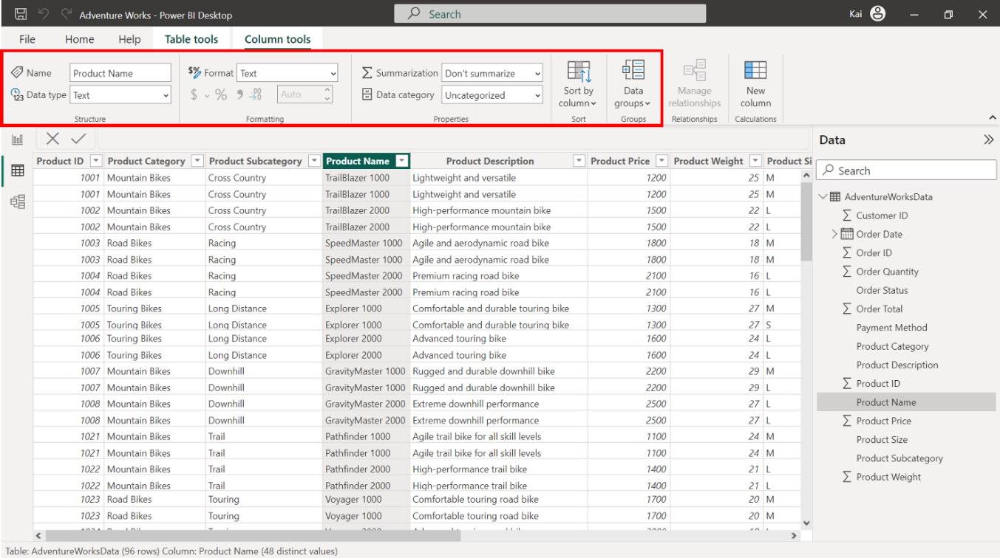 Adventure Works - Power BI Desktop
Search
Kai
File Home Help Table tools Column tools
Name Product Name
Data type Text
Structure
$% Format Text
$ % 9 .00 Auto
Formatting
Summarization Don't summarize
Data category Uncategorized
Properties
Sort by column
Sort
Data groups
Groups
Manage relationships
Relationships
New column
Calculations
Product ID Product Category Product Subcategory Product Name Product Description Product Price Product Weight Product Si
1001 Mountain Bikes Cross Country TrailBlazer 1000 Lightweight and versatile 1200 25 M
1001 Mountain Bikes Cross Country TrailBlazer 1000 Lightweight and versatile 1200 25 M
1002 Mountain Bikes Cross Country TrailBlazer 2000 High-performance mountain bike 1500 22 L
1002 Mountain Bikes Cross Country TrailBlazer 2000 High-performance mountain bike 1500 22 L
1003 Road Bikes Racing SpeedMaster 1000 Agile and aerodynamic road bike 1800 18 M
1003 Road Bikes Racing SpeedMaster 1000 Agile and aerodynamic road bike 1800 18 M
1004 Road Bikes Racing SpeedMaster 2000 Premium racing road bike 2100 16 L
1004 Road Bikes Racing SpeedMaster 2000 Premium racing road bike 2100 16 L
1005 Touring Bikes Long Distance Explorer 1000 Comfortable and durable touring bike 1300 27 M
1005 Touring Bikes Long Distance Explorer 1000 Comfortable and durable touring bike 1300 27 S
1006 Touring Bikes Long Distance Explorer 2000 Advanced touring bike 1600 24 L
1006 Touring Bikes Long Distance Explorer 2000 Advanced touring bike 1600 24 L
1007 Mountain Bikes Downhill GravityMaster 1000 Rugged and durable downhill bike 2200 29 M
1007 Mountain Bikes Downhill GravityMaster 1000 Rugged and durable downhill bike 2200 29 L
1008 Mountain Bikes Downhill GravityMaster 2000 Extreme downhill performance 2500 27 L
1008 Mountain Bikes Downhill GravityMaster 2000 Extreme downhill performance 2500 27 L
1021 Mountain Bikes Trail Pathfinder 1000 Agile trail bike for all skill levels 1100 24 M
1021 Mountain Bikes Trail Pathfinder 1000 Agile trail bike for all skill levels 1100 24 M
1022 Mountain Bikes Trail Pathfinder 2000 High-performance trail bike 1400 21 L
1022 Mountain Bikes Trail Pathfinder 2000 High-performance trail bike 1400 21 L
1023 Road Bikes Touring Voyager 1000 Comfortable touring road bike 1700 20 M
1023 Road Bikes Touring Voyager 1000 Comfortable touring road bike 1700 20 M
Data
Search
AdventureWorksData
Customer ID
Order Date
Order ID
Order Quantity
Order Status
Order Total
Payment Method
Product Category
Product Description
Product ID
Product Name
Product Price
Product Size
Product Subcategory
Product Weight
Table: AdventureWorksData (96 rows) Column: Product Name (48 distinct values)